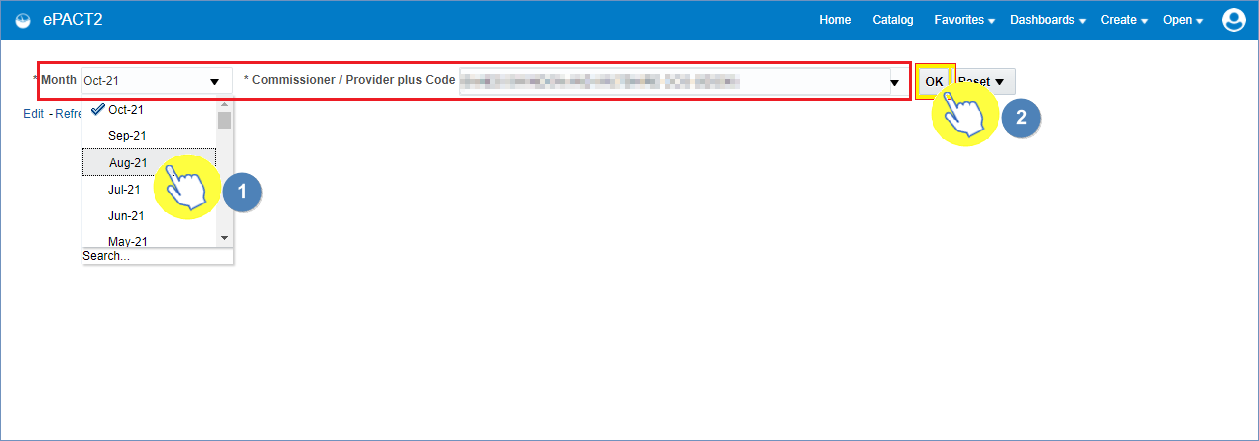 ePACT2 Home Catalog Favorites Dashboards Create Open
* Month Oct-21 * Commissioner / Provider plus Code OK Reset
Edit - Refre
Oct-21
2
Sep-21
Aug-21
Jul-21
1
Jun-21
May-21
Search...